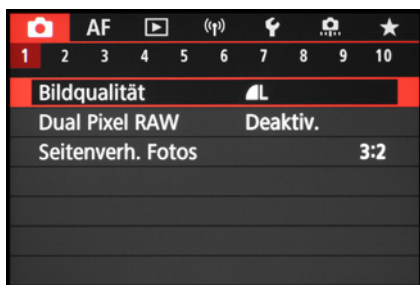 AF
1 2 3 4 5 6 7 8 9 10
Bildqualität L
Dual Pixel RAW Deaktiv.
Seitenverh. Fotos 3:2